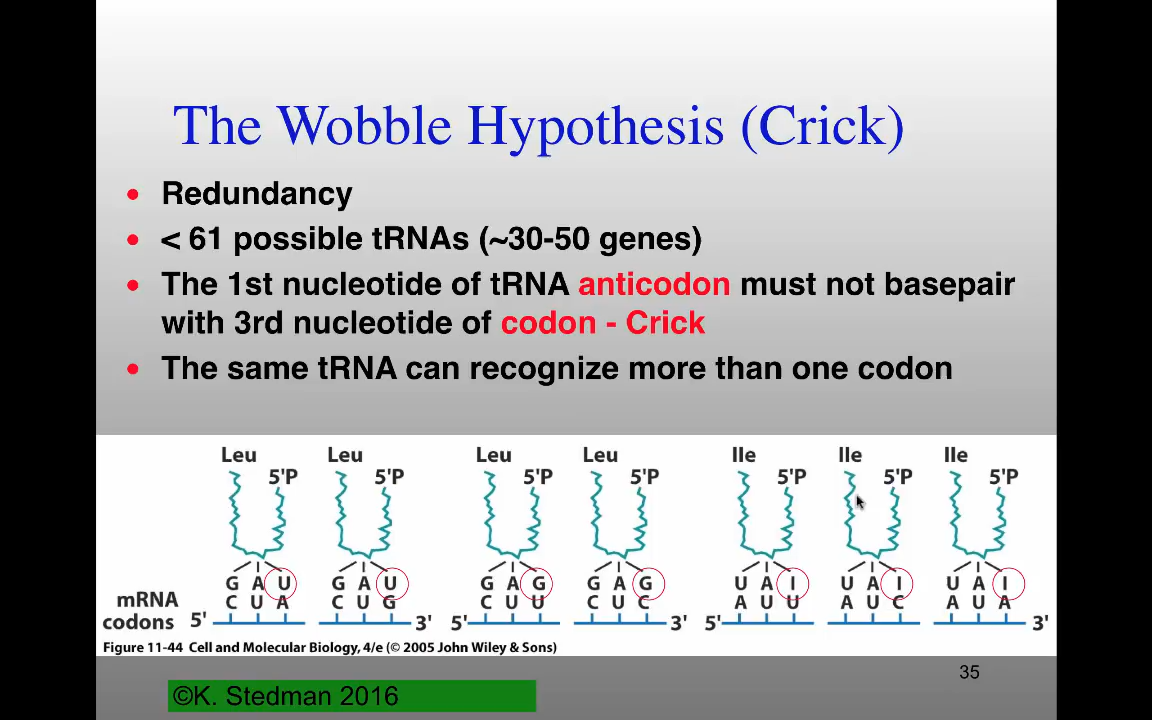 The Wobble Hypothesis (Crick)
Redundancy
< 61 possible tRNAs (~30-50 genes)
The 1st nucleotide of tRNA anticodon must not basepair
with 3rd nucleotide of codon - Crick
The same tRNA can recognize more than one codon
Leu Leu Leu Leu Ile Ile Ile
5'P 5'P 5'P 5'P 5'P 5'P 5'P
G A U G A U G A G G A G U A I U A I U A I
mRNA C U A C U G C U U C U C A U U A U C A U A
codons 5' 3' 5' 3' 5' 3'
Figure 11-44 Cell and Molecular Biology, 4/e (© 2005 John Wiley & Sons)
35
©K. Stedman 2016